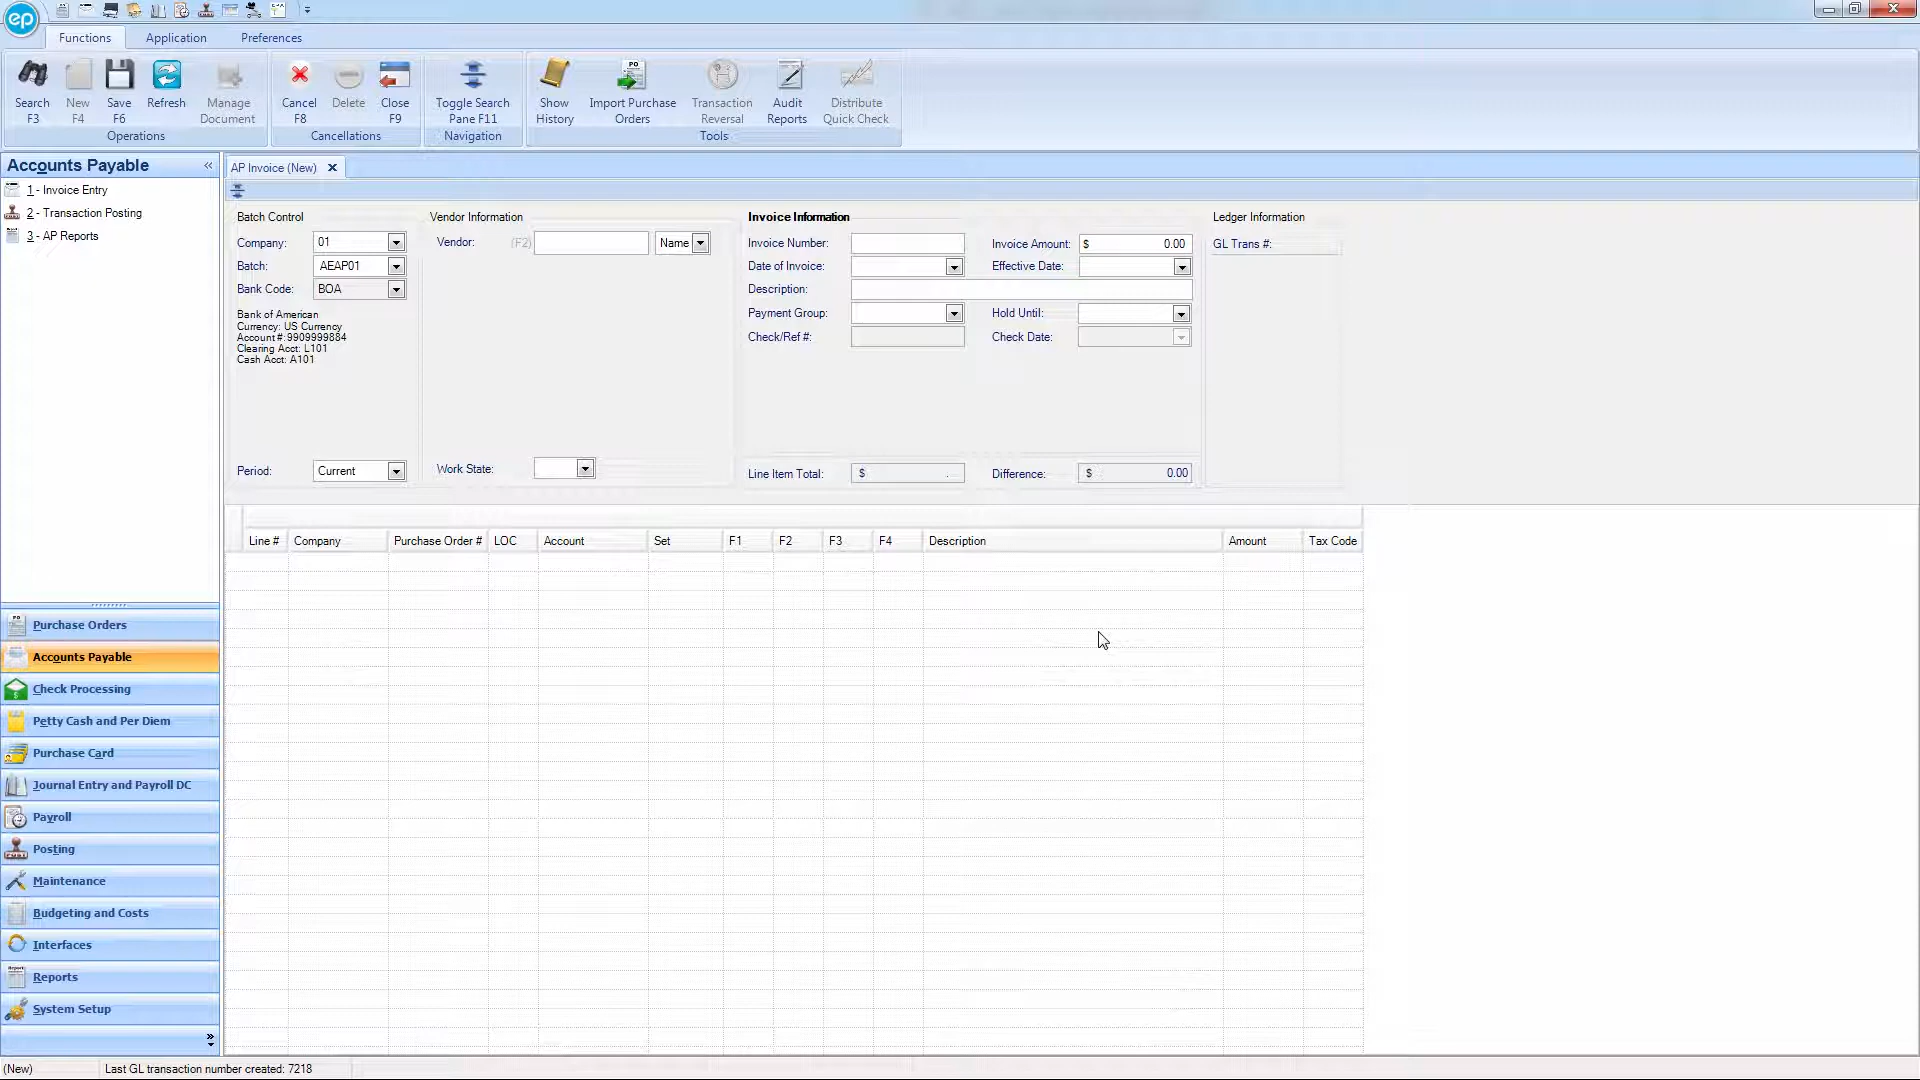 ep
Functions Application Preferences
Search F3
New F4
Save F6
Refresh
Manage Document
Operations
Cancel F8
Delete
Close F9
Cancellations
Toggle Search Pane F11
Navigation
Show History
PO
Import Purchase Orders
Transaction Reversal
Audit Reports
Distribute Quick Check
Tools
Accounts Payable «
1 - Invoice Entry
2 - Transaction Posting
3 - AP Reports
AP Invoice (New)
Batch Control
Company: 01
Batch: AEAP01
Bank Code: BOA
Bank of American
Currency: US Currency
Account #:9909999884
Clearing Acct: L101
Cash Acct: A101
Period: Current
Vendor Information
Vendor: (F2) Name
Work State:
Invoice Information
Invoice Number:
Invoice Amount: $ 0.00
Date of Invoice:
Effective Date:
Description:
Payment Group:
Hold Until:
Check/Ref #:
Check Date:
Line Item Total: $ .
Difference: $ 0.00
Ledger Information
GL Trans #:
Line # Company Purchase Order # LOC Account Set F1 F2 F3 F4 Description Amount Tax Code
Purchase Orders
Accounts Payable
Check Processing
Petty Cash and Per Diem
Purchase Card
Journal Entry and Payroll DC
Payroll
Posting
Maintenance
Budgeting and Costs
Interfaces
Reports
System Setup
(New) Last GL transaction number created: 7218